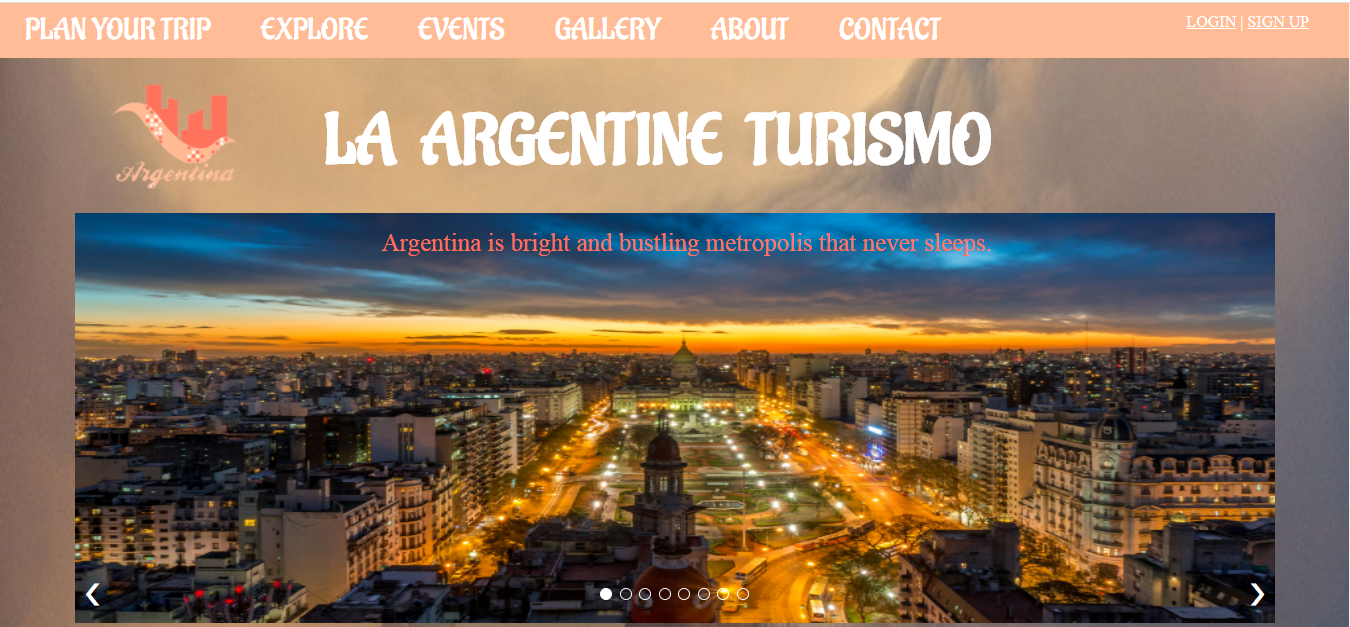 PLAN YOUR TRIP EXPLORE EVENTS GALLERY ABOUT CONTACT LOGIN | SIGN UP
Argentina
LA ARGENTINE TURISMO
Argentina is bright and bustling metropolis that never sleeps.